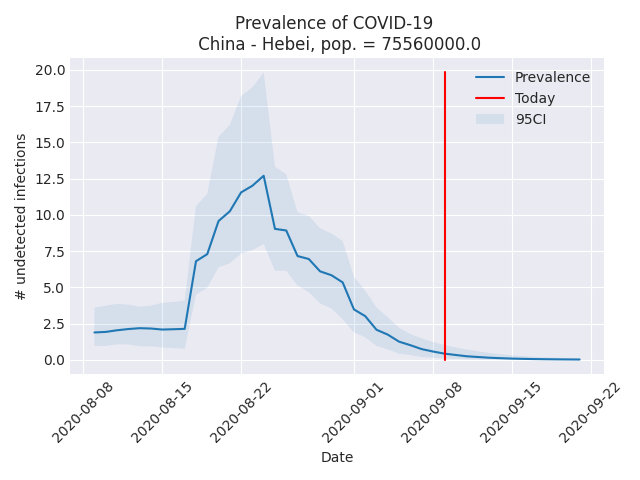 Prevalence of COVID-19
China - Hebei, pop. = 75560000.0
20.0
17.5
15.0
12.5
10.0
7.5
5.0
2.5
0.0
# undetected infections
Prevalence
Today
95CI
2020-08-08
2020-08-15
2020-08-22
2020-09-01
2020-09-08
2020-09-15
2020-09-22
Date